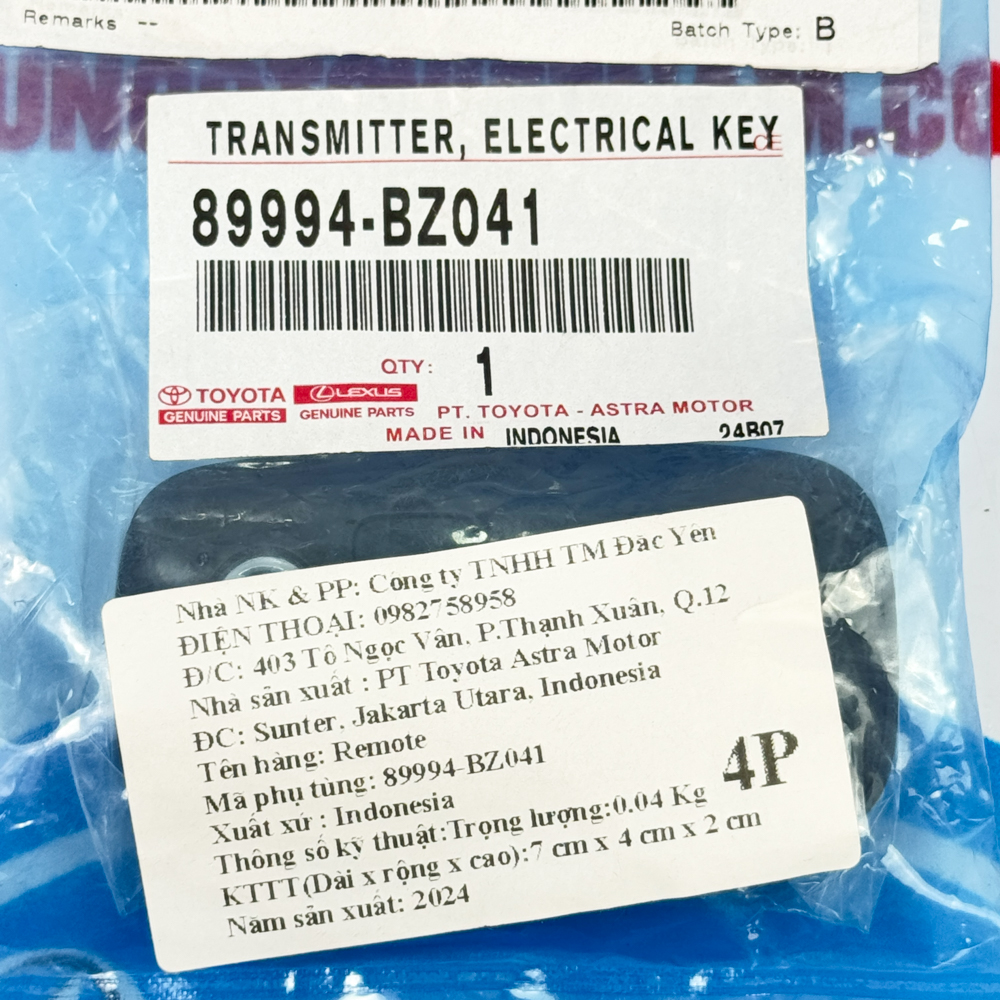 Remarks --
Batch Type: B
TRANSMITTER, ELECTRICAL KEY
89994-BZ041
QTY: 1
TOYOTA LEXUS
GENUINE PARTS GENUINE PARTS PT. TOYOTA - ASTRA MOTOR
MADE IN INDONESIA 24B07
Nhà NK & PP: Công ty TNHH TM Đăc Yên
ĐIỆN THOẠI: 0982758958
Đ/C: 403 Tô Ngọc Vân, P.Thạnh Xuân, Q.12
Nhà sản xuất : PT Toyota Astra Motor
ĐC: Sunter, Jakarta Utara, Indonesia
Tên hàng: Remote
Mã phụ tùng: 89994-BZ041
Xuất xứ : Indonesia
Thông số kỹ thuật:Trọng lượng:0.04 Kg
KTTT(Dài x rộng x cao):7 cm x 4 cm x 2 cm
Năm sản xuất: 2024
4P